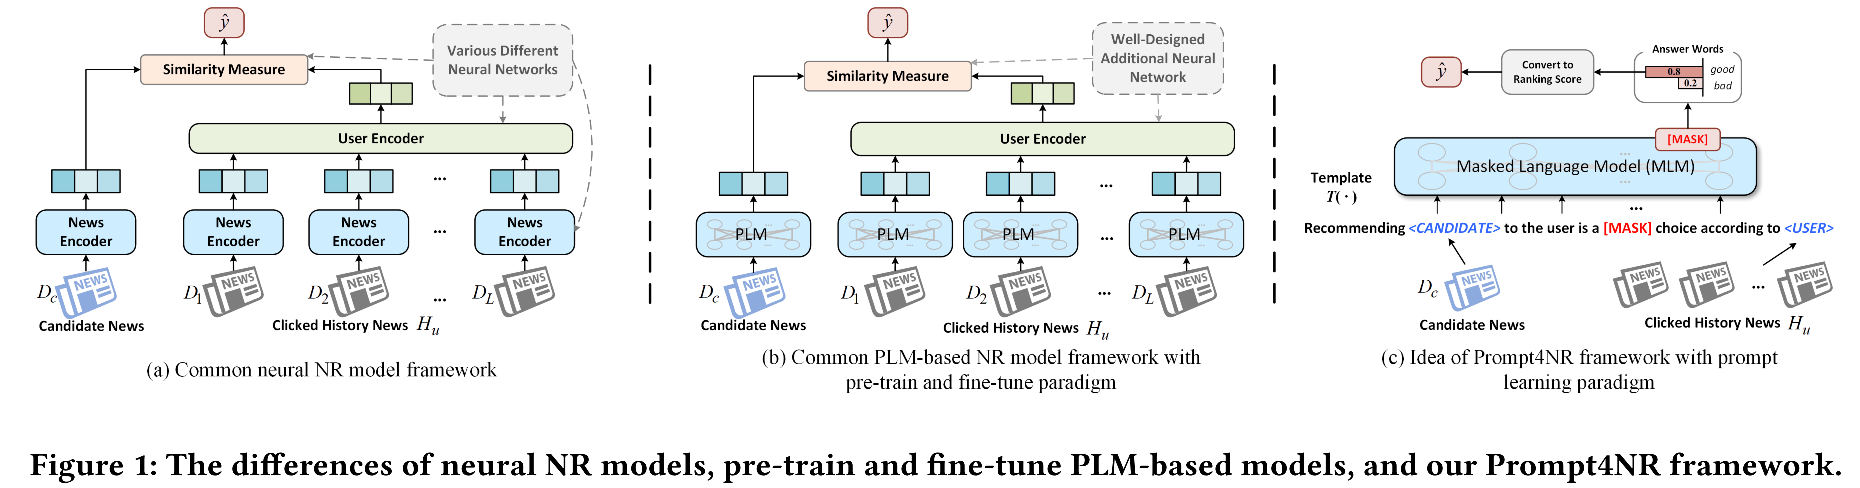 ŷ
Various Different
Neural Networks
Similarity Measure
User Encoder
...
News
Encoder
News
Encoder
News
Encoder
...
News
Encoder
D_c
NEWS
D_1
NEWS
D_2
NEWS
...
D_L
NEWS
Candidate News
Clicked History News H_u
(a) Common neural NR model framework
ŷ
Well-Designed
Additional Neural
Network
Similarity Measure
User Encoder
...
PLM
PLM
PLM
...
PLM
D_c
NEWS
D_1
NEWS
D_2
NEWS
...
D_L
NEWS
Candidate News
Clicked History News H_u
(b) Common PLM-based NR model framework with
pre-train and fine-tune paradigm
Answer Words
ŷ
Convert to
Ranking Score
0.8 good
0.2 bad
[MASK]
Masked Language Model (MLM)
Template
T(·)
...
Recommending <CANDIDATE> to the user is a [MASK] choice according to <USER>
D_c
NEWS
NEWS
NEWS
...
NEWS
Candidate News
Clicked History News H_u
(c) Idea of Prompt4NR framework with prompt
learning paradigm
Figure 1: The differences of neural NR models, pre-train and fine-tune PLM-based models, and our Prompt4NR framework.